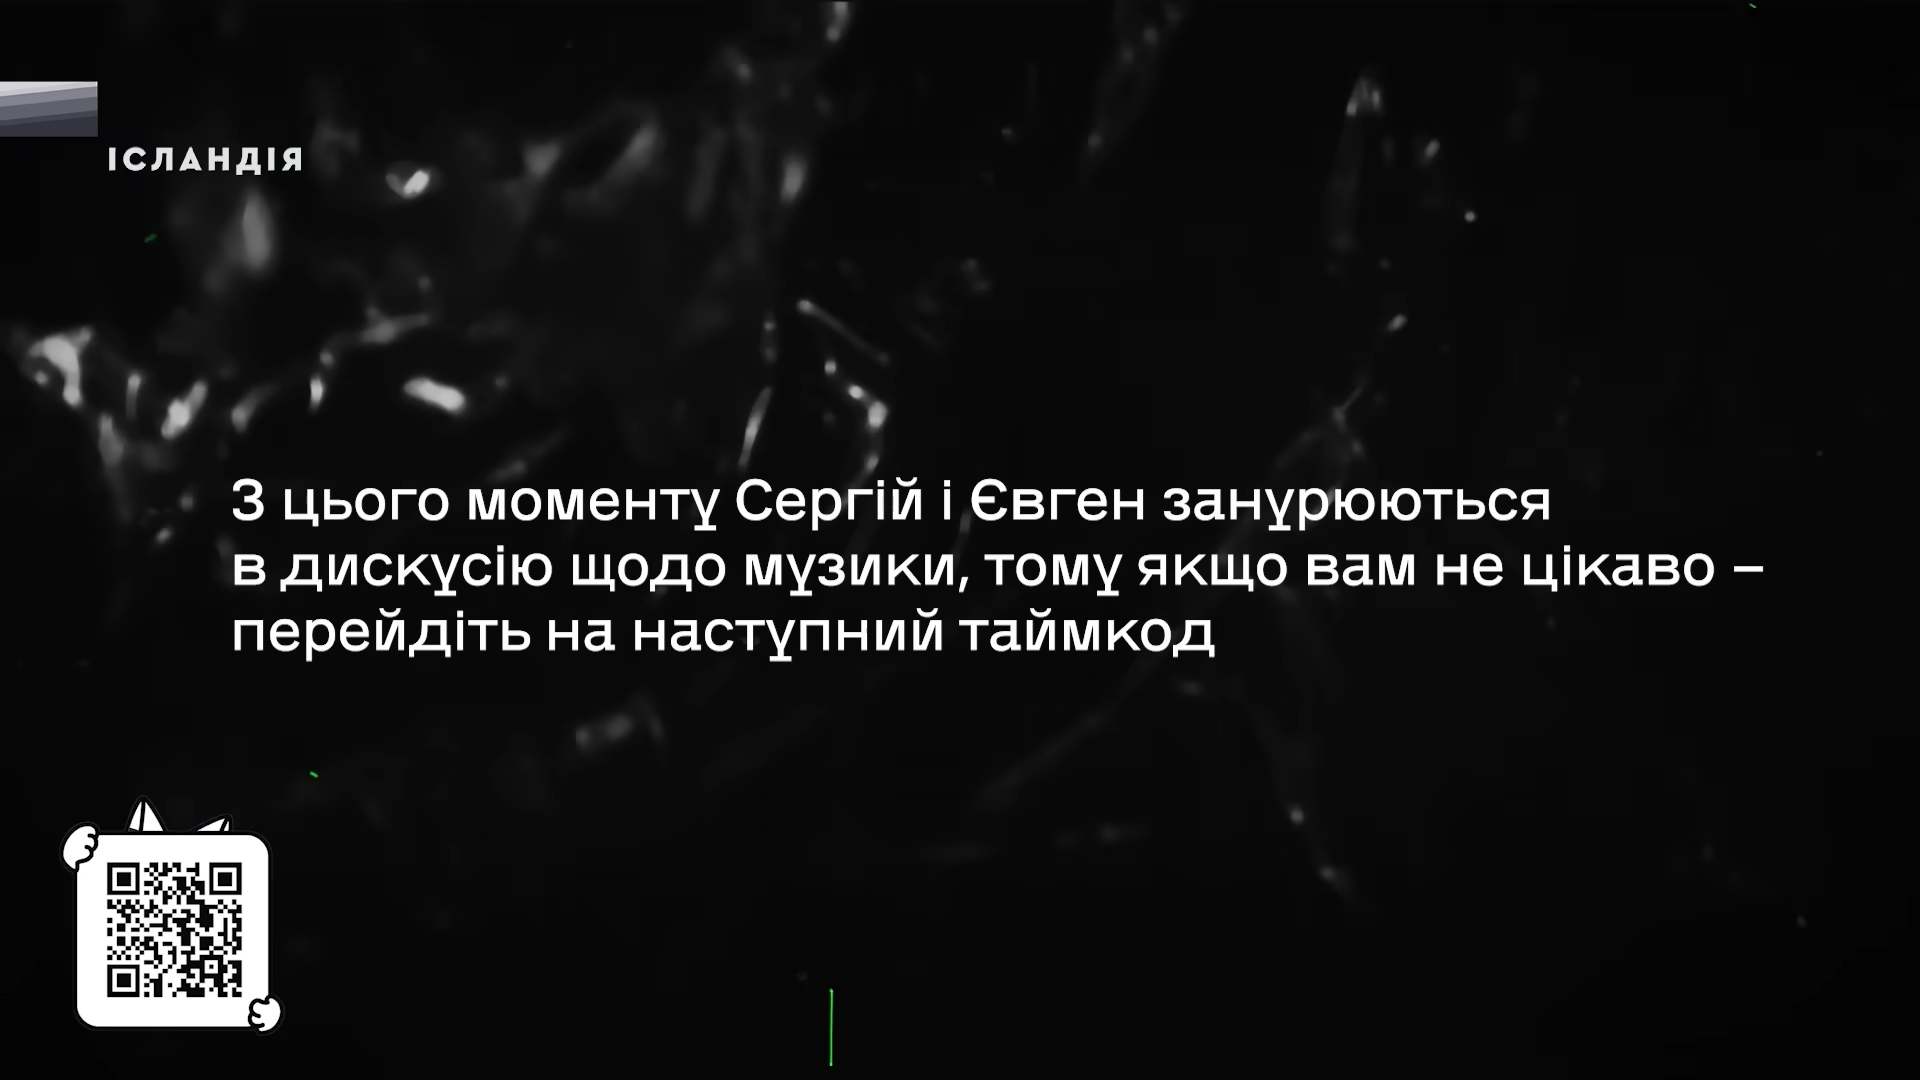 ІСЛАНДІЯ
З цього моменту Сергій і Євген занурюються
в дискусію щодо музики, тому якщо вам не цікаво –
перейдіть на наступний таймкод